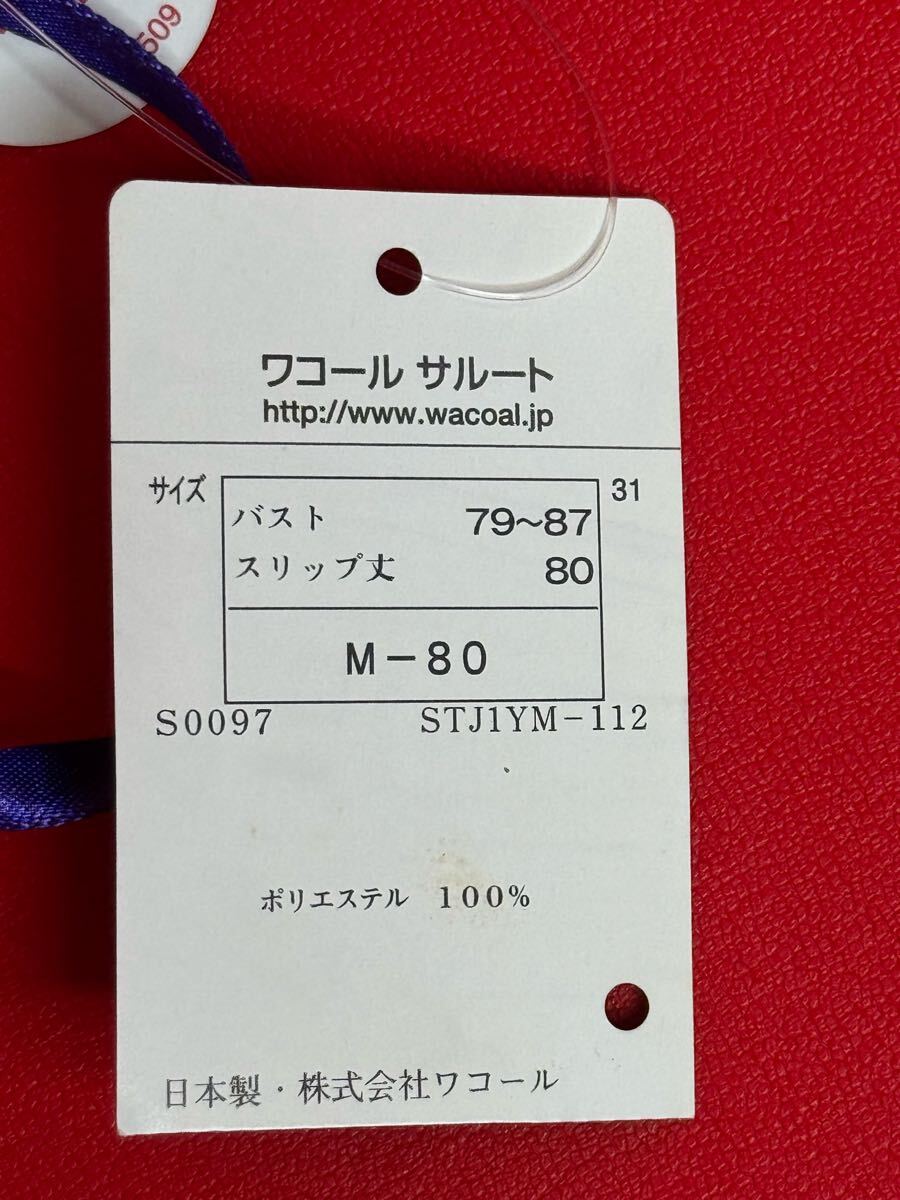 509
ワコール サルート
http://www.wacoal.jp
サイズ 31
バスト 79~87
スリップ丈 80
M-80
S0097 STJ1YM-112
ポリエステル 100%
日本製・株式会社ワコール